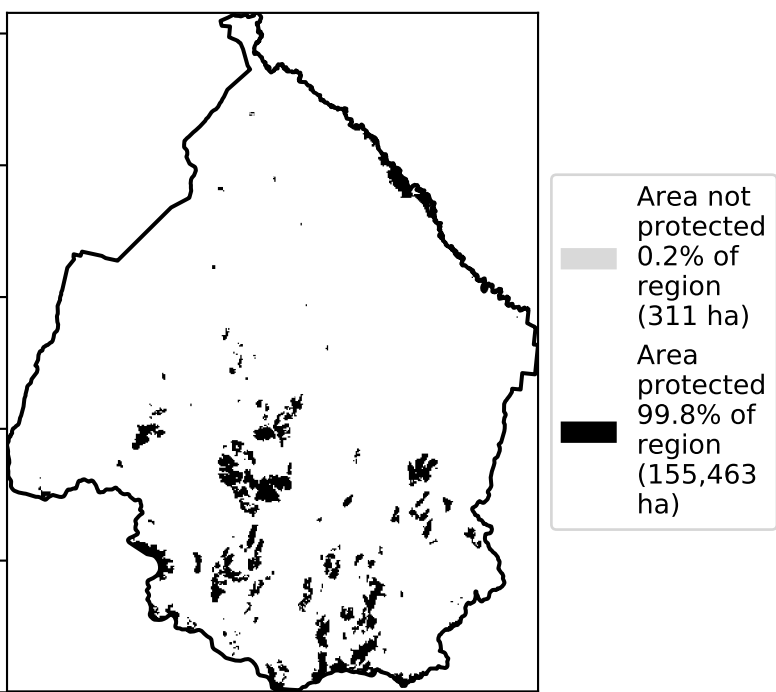 Area not
protected
0.2% of
region
(311 ha)
Area
protected
99.8% of
region
(155,463
ha)